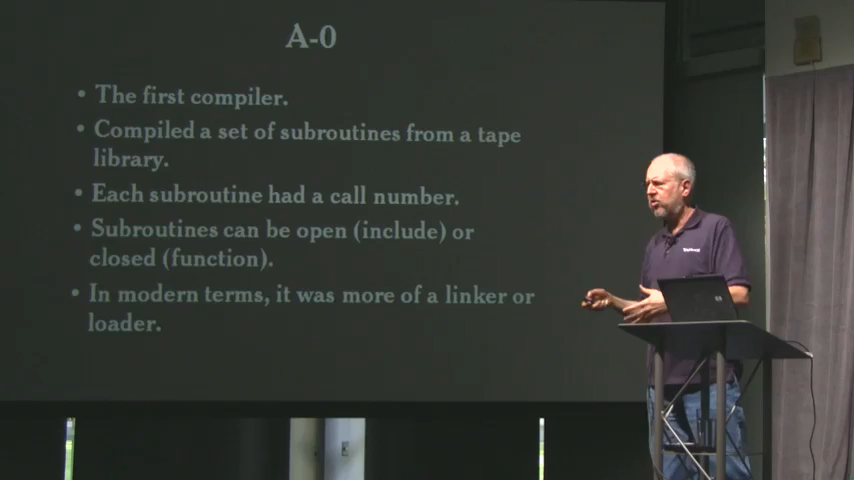 A-0
• The first compiler.
• Compiled a set of subroutines from a tape
library.
• Each subroutine had a call number.
• Subroutines can be open (include) or
closed (function).
• In modern terms, it was more of a linker or
loader.
YAHOO!